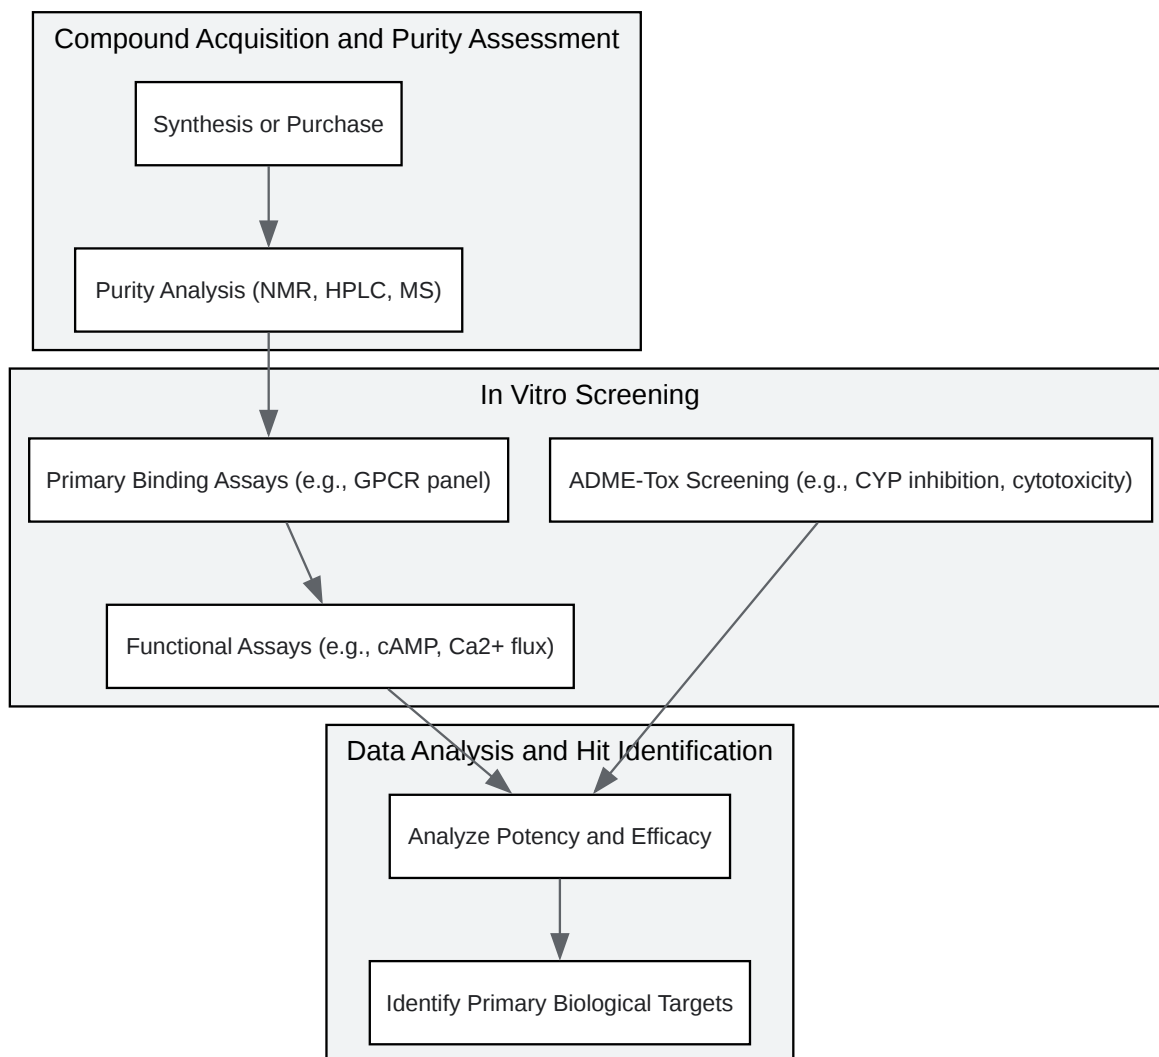 Compound Acquisition and Purity Assessment
Synthesis or Purchase
Purity Analysis (NMR, HPLC, MS)
In Vitro Screening
Primary Binding Assays (e.g., GPCR panel)
ADME-Tox Screening (e.g., CYP inhibition, cytotoxicity)
Functional Assays (e.g., cAMP, Ca2+ flux)
Data Analysis and Hit Identification
Analyze Potency and Efficacy
Identify Primary Biological Targets